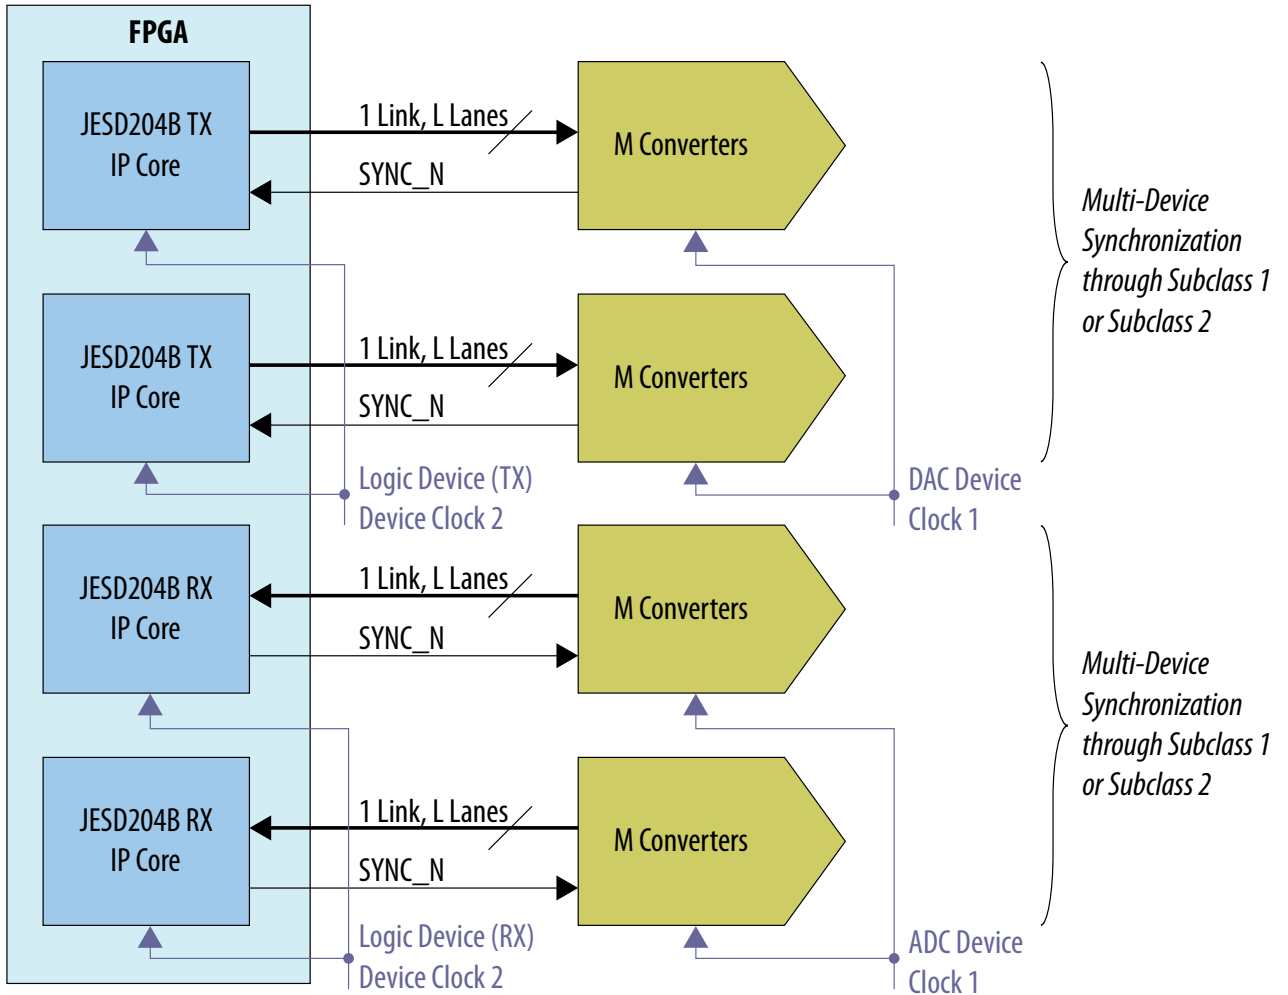 FPGA
JESD204B TX
IP Core
1 Link, L Lanes
SYNC_N
M Converters
Multi-Device
Synchronization
through Subclass 1
or Subclass 2
JESD204B TX
IP Core
1 Link, L Lanes
SYNC_N
M Converters
Logic Device (TX)
Device Clock 2
DAC Device
Clock 1
JESD204B RX
IP Core
1 Link, L Lanes
SYNC_N
M Converters
Multi-Device
Synchronization
through Subclass 1
or Subclass 2
JESD204B RX
IP Core
1 Link, L Lanes
SYNC_N
M Converters
Logic Device (RX)
Device Clock 2
ADC Device
Clock 1